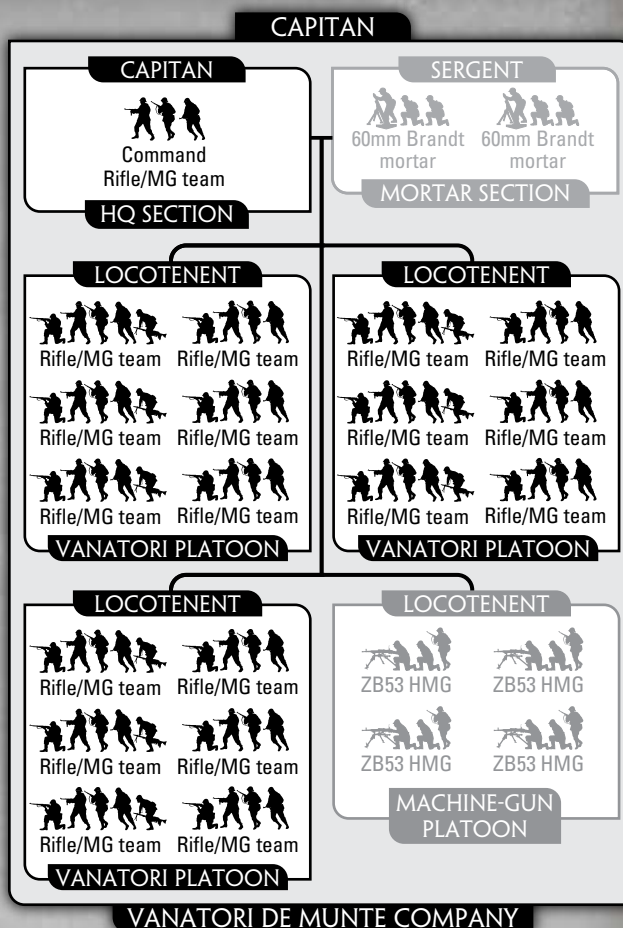 CAPITAN
CAPITAN
Command
Rifle/MG team
HQ SECTION
SERGENT
60mm Brandt mortar
60mm Brandt mortar
MORTAR SECTION
LOCOTENENT
Rifle/MG team Rifle/MG team
Rifle/MG team Rifle/MG team
Rifle/MG team Rifle/MG team
VANATORI PLATOON
LOCOTENENT
Rifle/MG team Rifle/MG team
Rifle/MG team Rifle/MG team
Rifle/MG team Rifle/MG team
VANATORI PLATOON
LOCOTENENT
Rifle/MG team Rifle/MG team
Rifle/MG team Rifle/MG team
Rifle/MG team Rifle/MG team
VANATORI PLATOON
LOCOTENENT
ZB53 HMG ZB53 HMG
ZB53 HMG ZB53 HMG
MACHINE-GUN
PLATOON
VANATORI DE MUNTE COMPANY